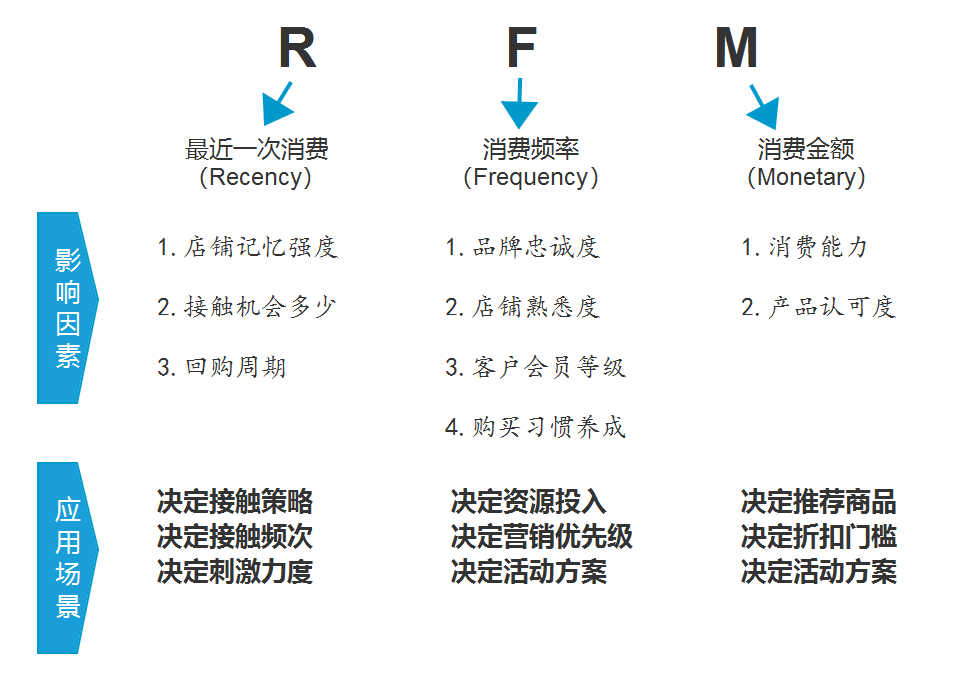 R F M
最近一次消费 消费频率 消费金额
（Recency） （Frequency） （Monetary）
影响因素
1. 店铺记忆强度 1. 品牌忠诚度 1. 消费能力
2. 接触机会多少 2. 店铺熟悉度 2. 产品认可度
3. 回购周期 3. 客户会员等级
4. 购买习惯养成
应用场景
决定接触策略 决定资源投入 决定推荐商品
决定接触频次 决定营销优先级 决定折扣门槛
决定刺激力度 决定活动方案 决定活动方案